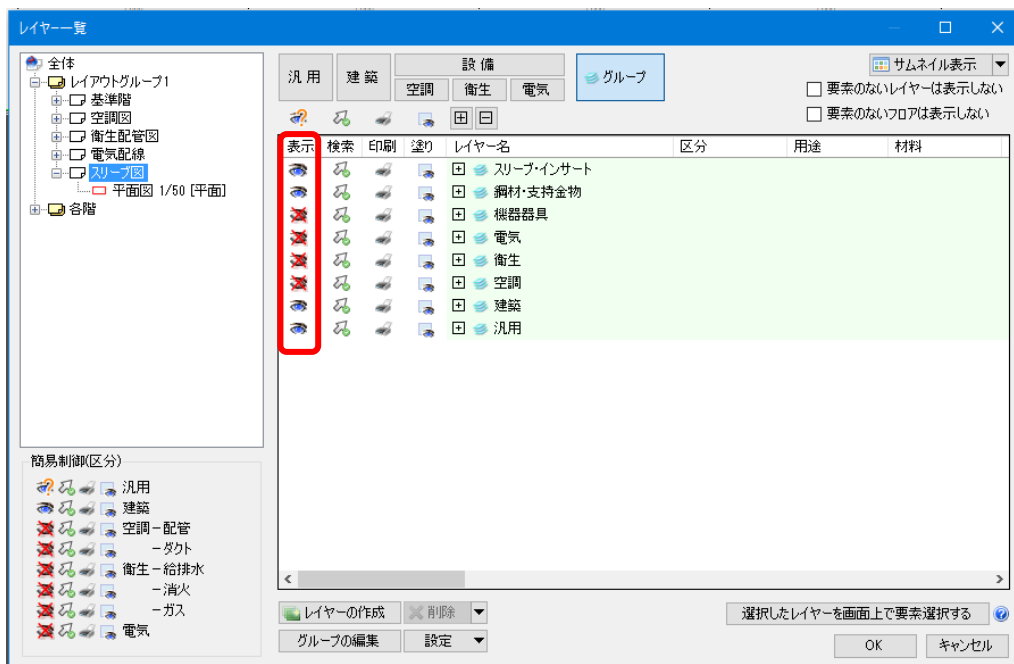 レイヤー一覧
全体
レイアウトグループ1
基準階
空調図
衛生配管図
電気配線
スリーブ図
平面図 1/50 [平面]
各階
簡易制御(区分)
汎用
建築
空調－配管
－ダクト
衛生－給排水
－消火
－ガス
電気
汎用 建築 設備 グループ
空調 衛生 電気
サムネイル表示
要素のないレイヤーは表示しない
要素のないフロアは表示しない
表示 検索 印刷 塗り レイヤー名 区分 用途 材料
スリーブ・インサート
鋼材・支持金物
機器器具
電気
衛生
空調
建築
汎用
レイヤーの作成 削除
選択したレイヤーを画面上で要素選択する
グループの編集 設定
OK キャンセル